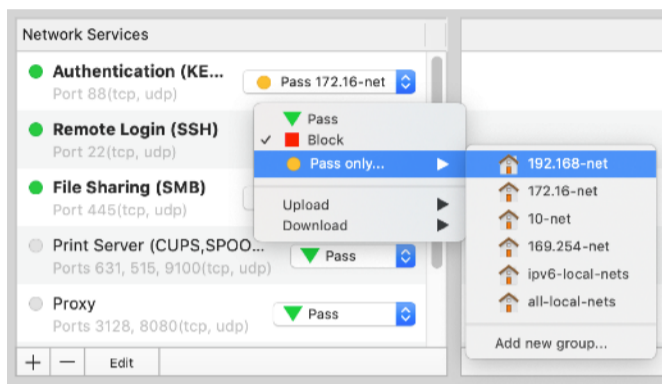 Network Services
Authentication (KE...
Port 88(tcp, udp)
Pass 172.16-net
Remote Login (SSH)
Port 22(tcp, udp)
File Sharing (SMB)
Port 445(tcp, udp)
Print Server (CUPS,SPOO...
Ports 631, 515, 9100(tcp, udp)
Pass
Proxy
Ports 3128, 8080(tcp, udp)
Pass
Edit
Pass
Block
Pass only...
Upload
Download
192.168-net
172.16-net
10-net
169.254-net
ipv6-local-nets
all-local-nets
Add new group...